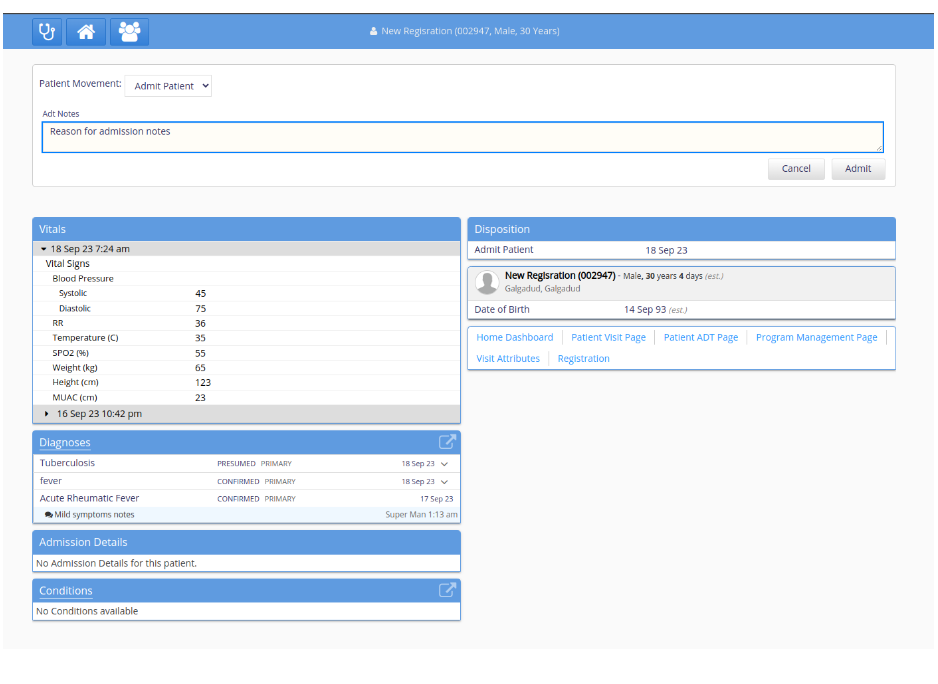 New Regisration (002947, Male, 30 Years)
Patient Movement: Admit Patient
Adt Notes
Reason for admission notes
Cancel Admit
Vitals
18 Sep 23 7:24 am
Vital Signs
Blood Pressure
Systolic 45
Diastolic 75
RR 36
Temperature (C) 35
SPO2 (%) 55
Weight (kg) 65
Height (cm) 123
MUAC (cm) 23
16 Sep 23 10:42 pm
Diagnoses
Tuberculosis PRESUMED PRIMARY 18 Sep 23
fever CONFIRMED PRIMARY 18 Sep 23
Acute Rheumatic Fever CONFIRMED PRIMARY 17 Sep 23
Mild symptoms notes Super Man 1:13 am
Admission Details
No Admission Details for this patient.
Conditions
No Conditions available
Disposition
Admit Patient 18 Sep 23
New Regisration (002947) - Male, 30 years 4 days (est.)
Galgadud, Galgadud
Date of Birth 14 Sep 93 (est.)
Home Dashboard Patient Visit Page Patient ADT Page Program Management Page
Visit Attributes Registration